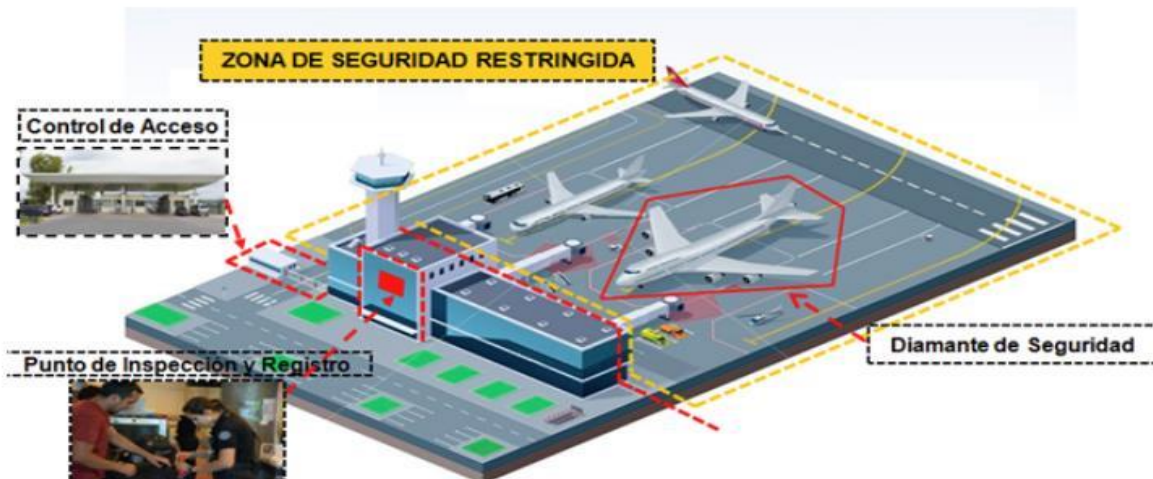 ZONA DE SEGURIDAD RESTRINGIDA
Control de Acceso
Diamante de Seguridad
Punto de Inspección y Registro